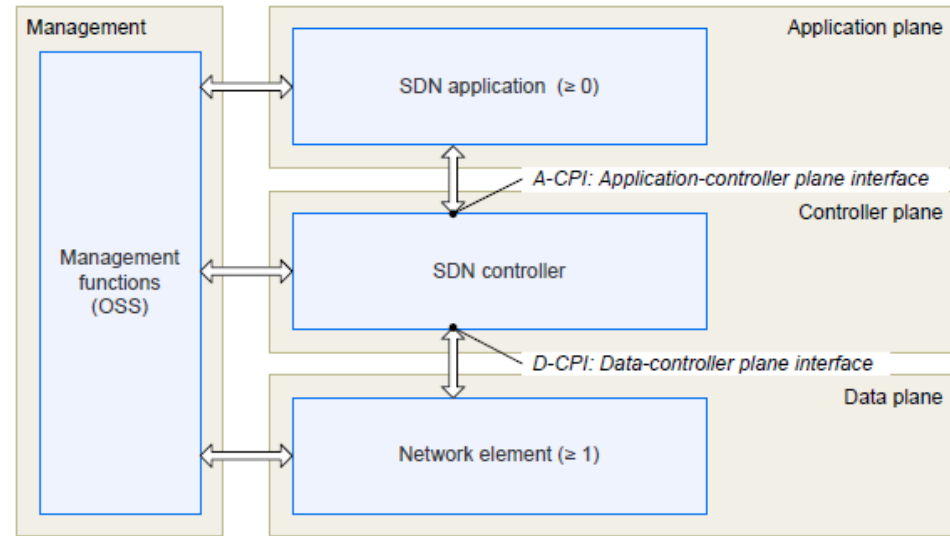 Management
Application plane
SDN application (≥ 0)
A-CPI: Application-controller plane interface
Controller plane
Management
functions
(OSS)
SDN controller
D-CPI: Data-controller plane interface
Data plane
Network element (≥ 1)